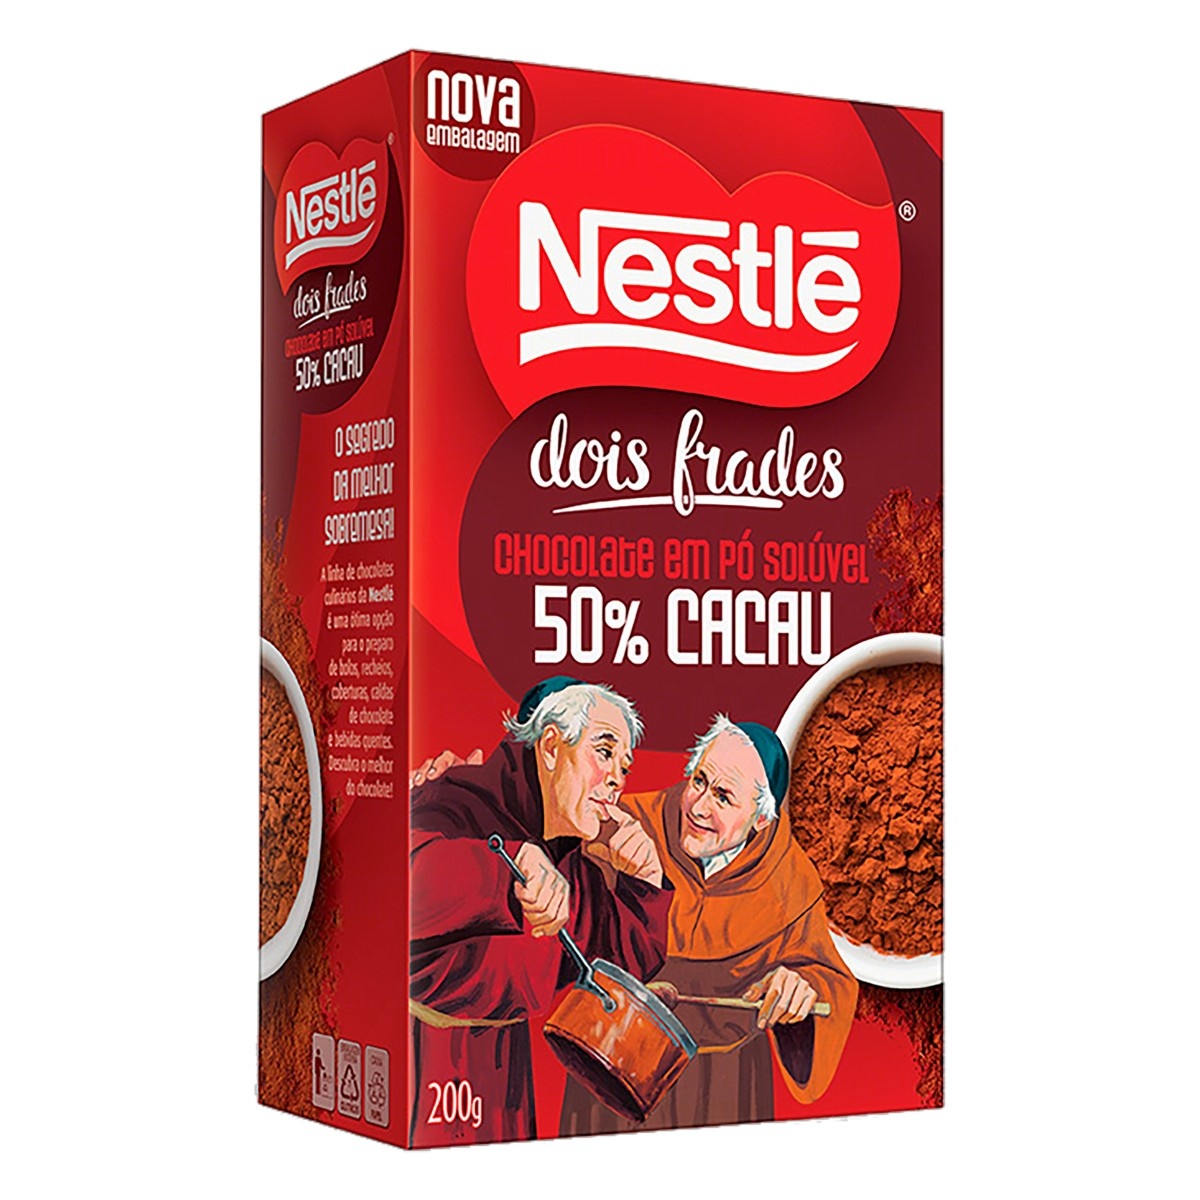 nova
embalagem
Nestlé
®
dois frades
chocolate em pó solúvel
50% cacau
200g
Nestlé
®
dois frades
chocolate em pó solúvel
50% cacau
O segredo
da melhor
sobremesa!
A linha de chocolates
culinários da Nestlé
é uma ótima opção
para o preparo
de bolos, recheios,
coberturas, caldas
de chocolate
e bebidas quentes.
Descubra o melhor
do chocolate!